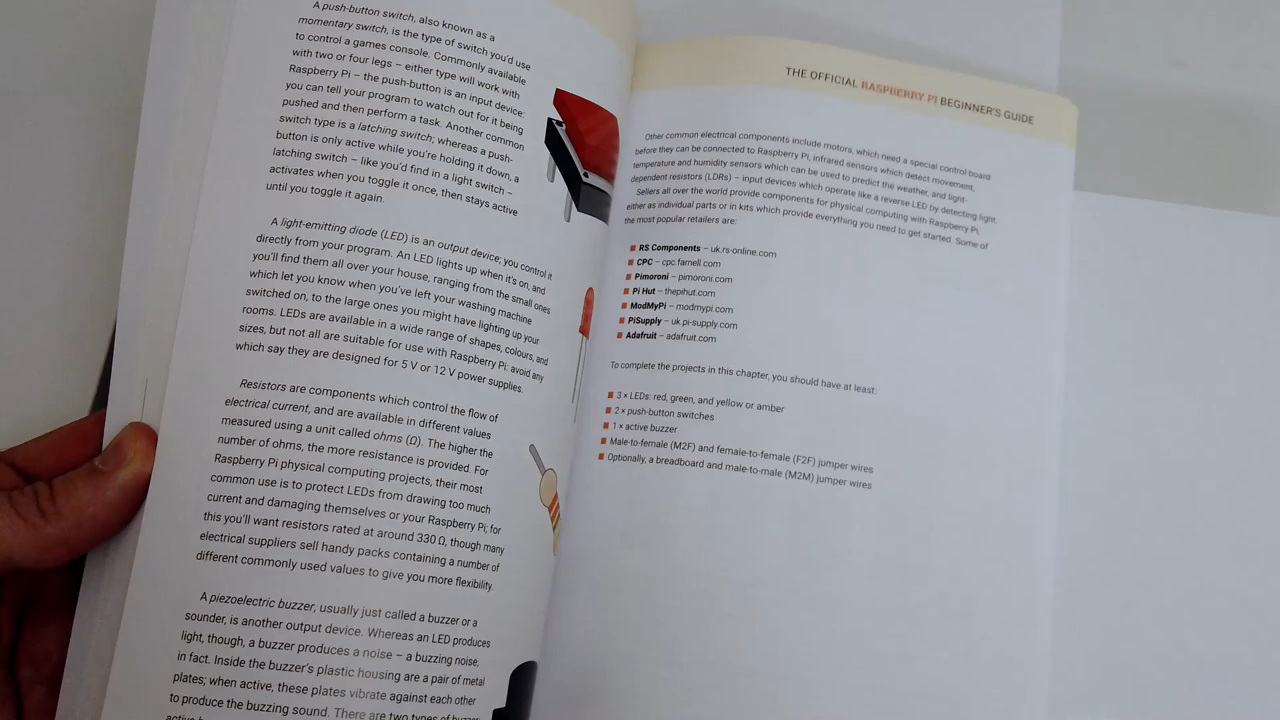 A push-button switch, also known as a
momentary switch, is the type of switch you'd use
to control a games console. Commonly available
with two or four legs – either type will work with
Raspberry Pi – the push-button is an input device:
you can tell your program to watch out for it being
pushed and then perform a task. Another common
switch type is a latching switch; whereas a push-
button is only active while you're holding it down, a
latching switch – like you'd find in a light switch –
activates when you toggle it once, then stays active
until you toggle it again.
A light-emitting diode (LED) is an output device; you control it
directly from your program. An LED lights up when it's on, and
you'll find them all over your house, ranging from the small ones
which let you know when you've left your washing machine
switched on, to the large ones you might have lighting up your
rooms. LEDs are available in a wide range of shapes, colours, and
sizes, but not all are suitable for use with Raspberry Pi: avoid any
which say they are designed for 5 V or 12 V power supplies.
Resistors are components which control the flow of
electrical current, and are available in different values
measured using a unit called ohms (Ω). The higher the
number of ohms, the more resistance is provided. For
Raspberry Pi physical computing projects, their most
common use is to protect LEDs from drawing too much
current and damaging themselves or your Raspberry Pi; for
this you'll want resistors rated at around 330 Ω, though many
electrical suppliers sell handy packs containing a number of
different commonly used values to give you more flexibility.
A piezoelectric buzzer, usually just called a buzzer or a
sounder, is another output device. Whereas an LED produces
light, though, a buzzer produces a noise – a buzzing noise,
in fact. Inside the buzzer's plastic housing are a pair of metal
plates; when active, these plates vibrate against each other
to produce the buzzing sound. There are two types of buzzer:
THE OFFICIAL RASPBERRY PI BEGINNER'S GUIDE
Other common electrical components include motors, which need a special control board
before they can be connected to Raspberry Pi, infrared sensors which detect movement,
temperature and humidity sensors which can be used to predict the weather, and light-
dependent resistors (LDRs) – input devices which operate like a reverse LED by detecting light.
Sellers all over the world provide components for physical computing with Raspberry Pi,
either as individual parts or in kits which provide everything you need to get started. Some of
the most popular retailers are:
RS Components – uk.rs-online.com
CPC – cpc.farnell.com
Pimoroni – pimoroni.com
Pi Hut – thepihut.com
ModMyPi – modmypi.com
PiSupply – uk.pi-supply.com
Adafruit – adafruit.com
To complete the projects in this chapter, you should have at least:
3 × LEDs: red, green, and yellow or amber
2 × push-button switches
1 × active buzzer
Male-to-female (M2F) and female-to-female (F2F) jumper wires
Optionally, a breadboard and male-to-male (M2M) jumper wires